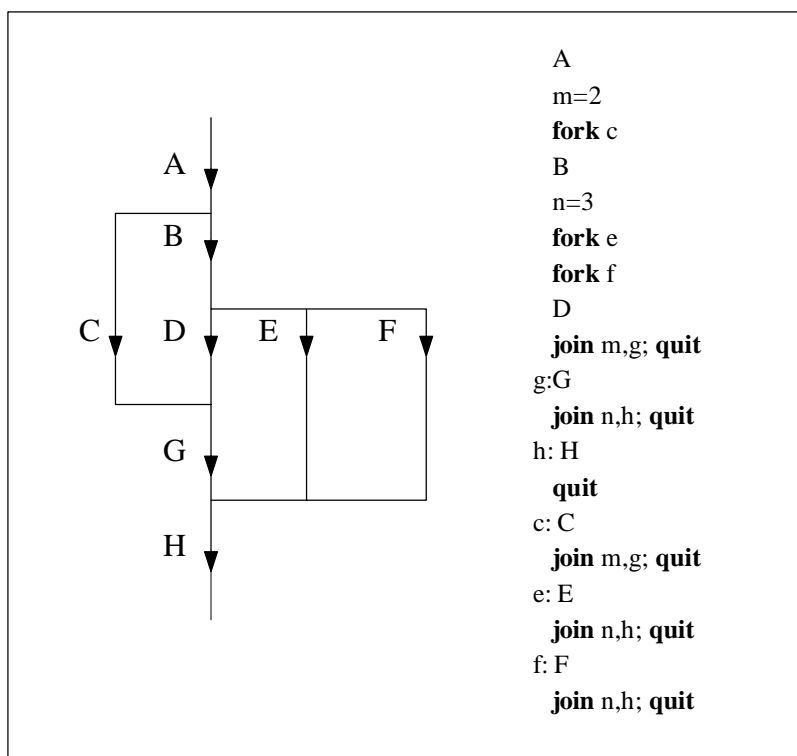 A
B
C
D
E
F
G
H
A
m=2
fork c
B
n=3
fork e
fork f
D
join m,g; quit
g:G
join n,h; quit
h: H
quit
c: C
join m,g; quit
e: E
join n,h; quit
f: F
join n,h; quit